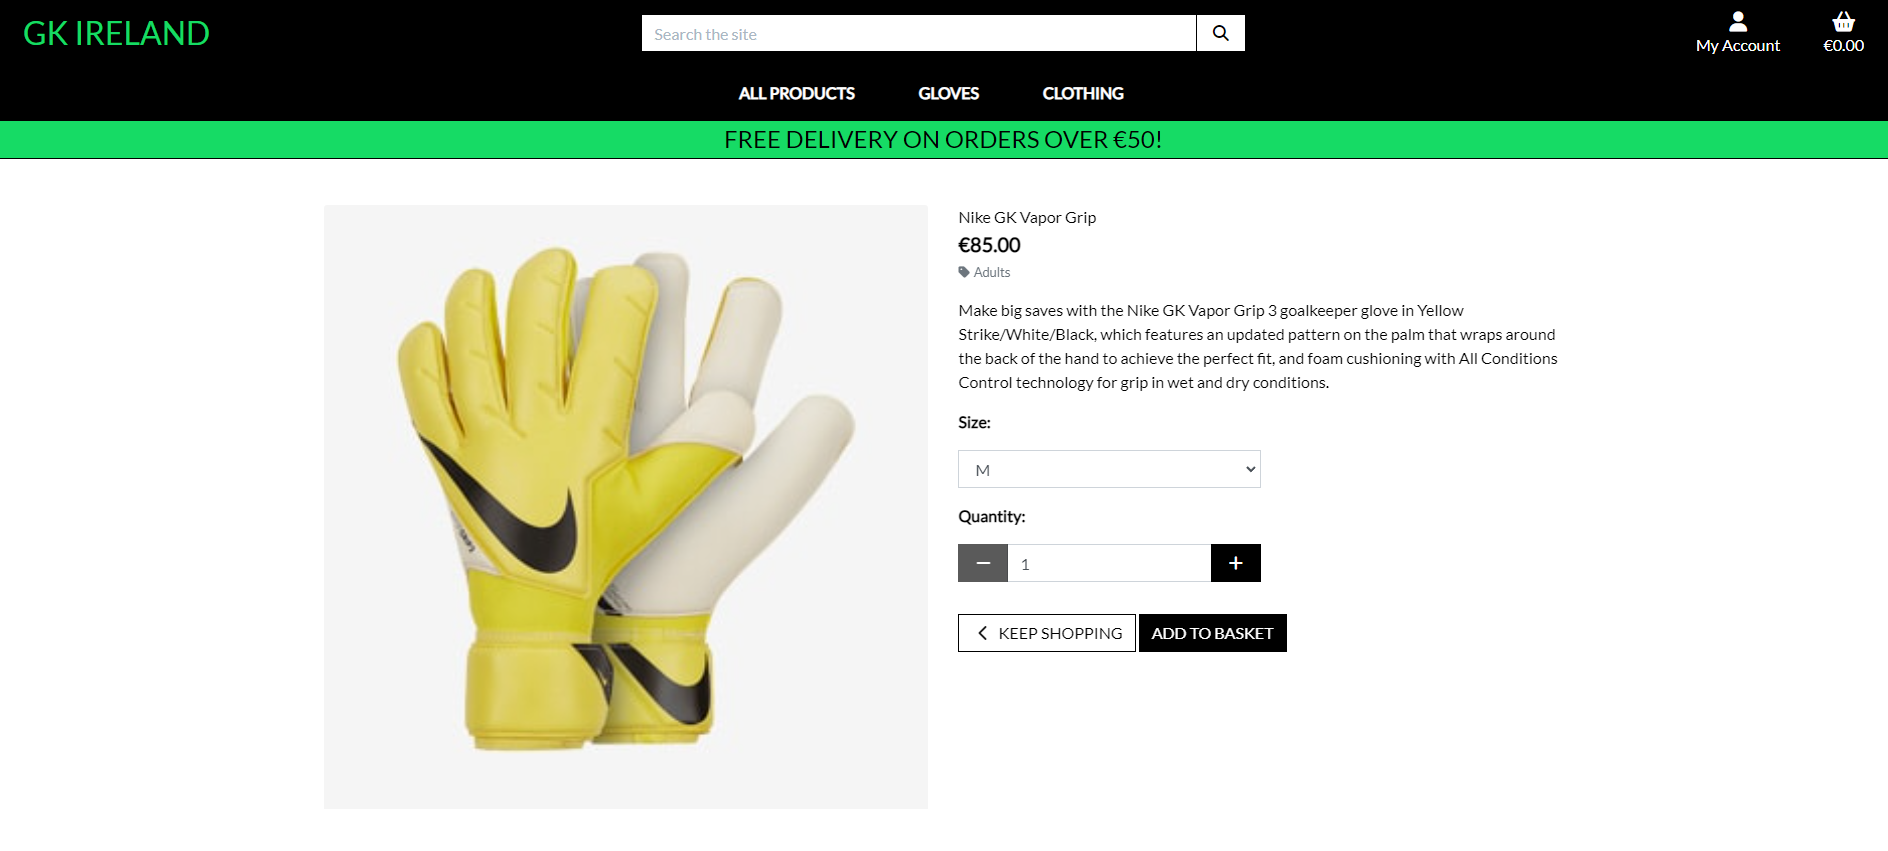 GK IRELAND
Search the site
My Account
€0.00
ALL PRODUCTS
GLOVES
CLOTHING
FREE DELIVERY ON ORDERS OVER €50!
Nike GK Vapor Grip
€85.00
Adults
Make big saves with the Nike GK Vapor Grip 3 goalkeeper glove in Yellow
Strike/White/Black, which features an updated pattern on the palm that wraps around
the back of the hand to achieve the perfect fit, and foam cushioning with All Conditions
Control technology for grip in wet and dry conditions.
Size:
M
Quantity:
1
KEEP SHOPPING
ADD TO BASKET